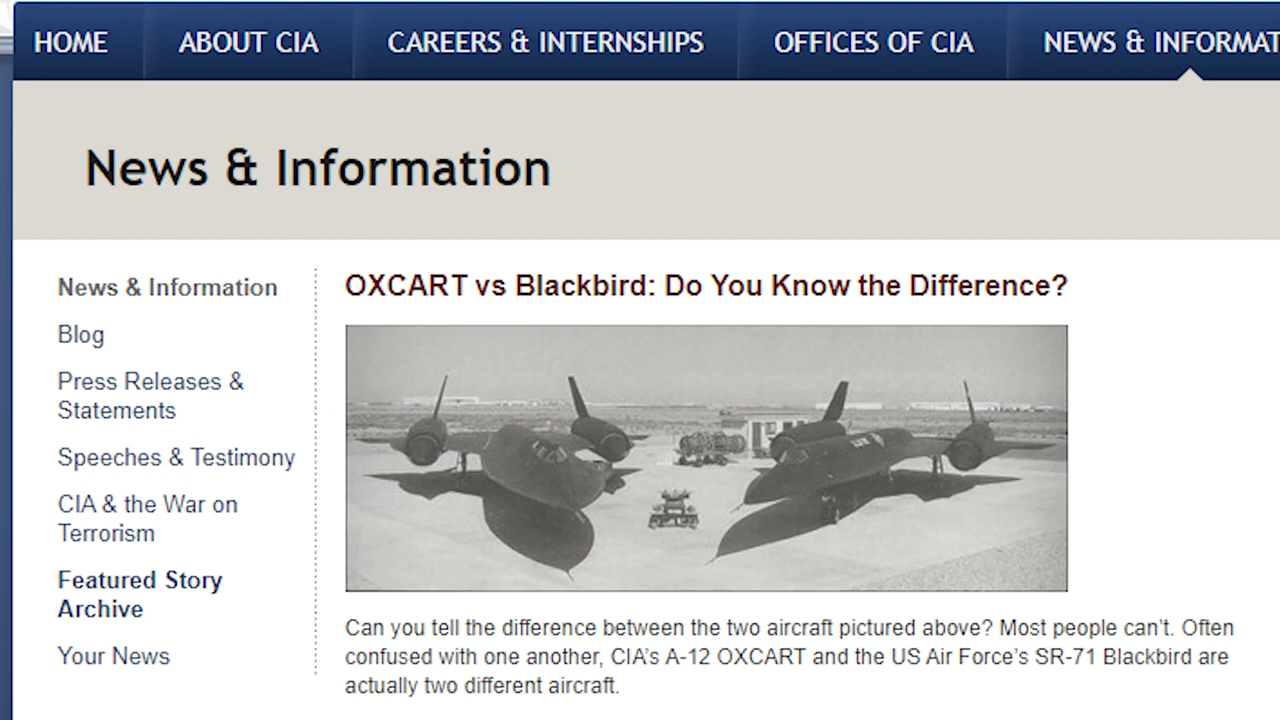 HOME ABOUT CIA CAREERS & INTERNSHIPS OFFICES OF CIA NEWS &
News & Information
News & Information
Blog
Press Releases &
Statements
Speeches & Testimony
CIA & the War on
Terrorism
Featured Story
Archive
Your News
OXCART vs Blackbird: Do You Know the Difference?
Can you tell the difference between the two aircraft pictured above? Most people can't. Often
confused with one another, CIA's A-12 OXCART and the US Air Force's SR-71 Blackbird are
actually two different aircraft.